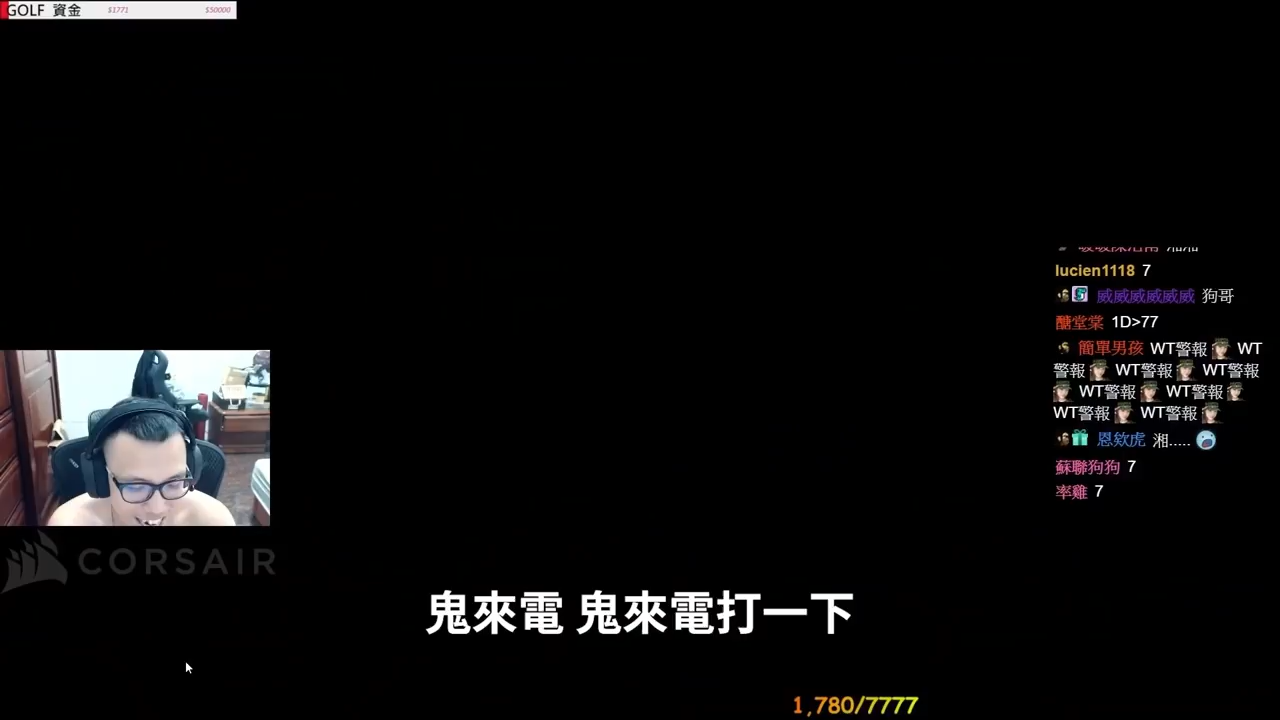 GOLF 資金 $1771 $50000
lucien1118 7
威威威威威威 狗哥
醣堂棠 1D>77
簡單男孩 WT警報 WT
警報 WT警報 WT警報
WT警報 WT警報
WT警報 WT警報
恩欸虎 湘.....
蘇聯狗狗 7
率雞 7
CORSAIR
鬼來電 鬼來電打一下
1,780/7777